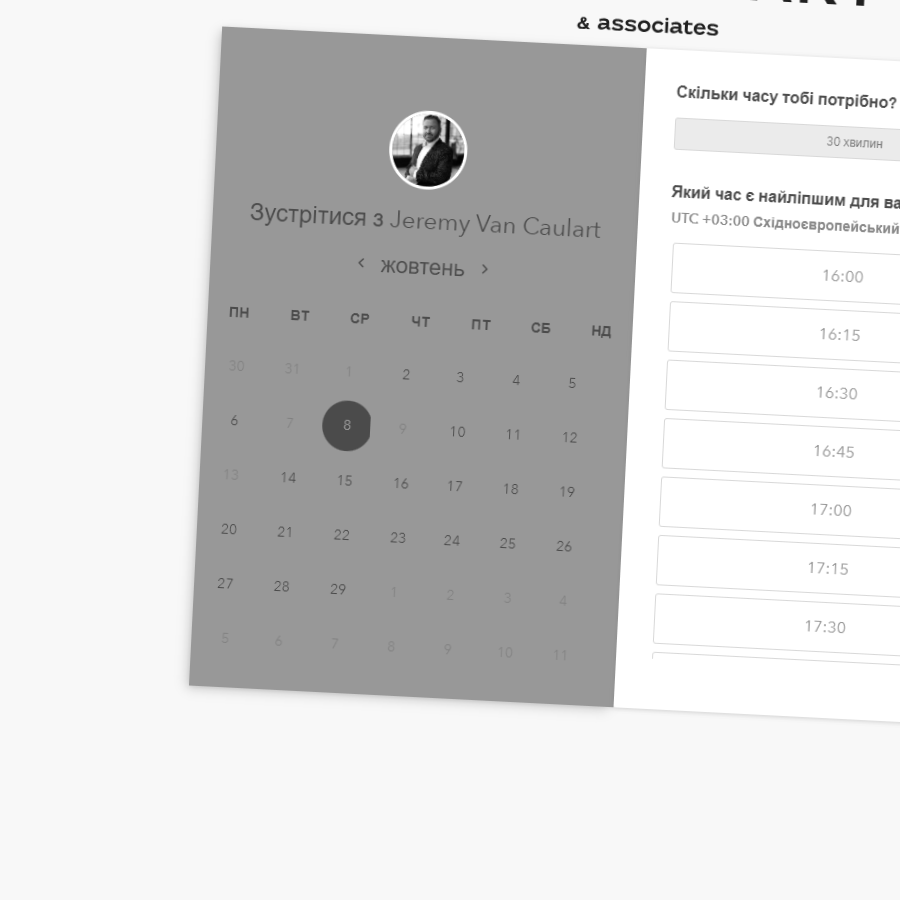 & associates
Зустрітися з Jeremy Van Caulart
< жовтень >
ПН ВТ СР ЧТ ПТ СБ НД
30 31 1 2 3 4 5
6 7 8 9 10 11 12
13 14 15 16 17 18 19
20 21 22 23 24 25 26
27 28 29 1 2 3 4
5 6 7 8 9 10 11
Скільки часу тобі потрібно?
30 хвилин
Який час є найліпшим для ва
UTC +03:00 Східноєвропейський
16:00
16:15
16:30
16:45
17:00
17:15
17:30